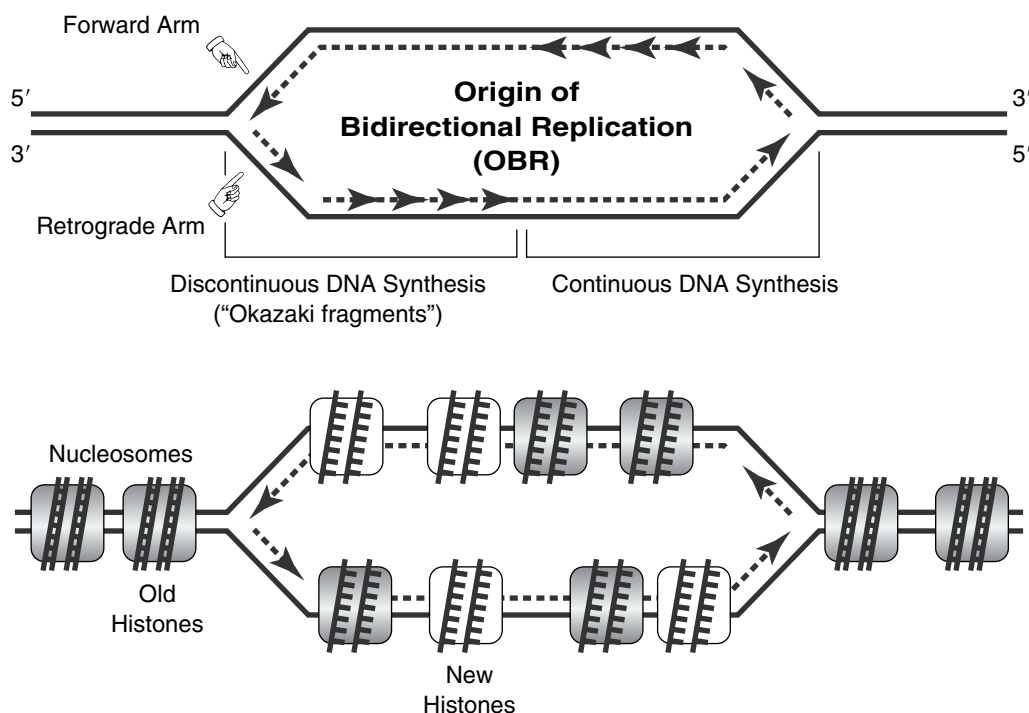 Forward Arm
5′
3′
3′
5′
Origin of
Bidirectional Replication
(OBR)
Retrograde Arm
Discontinuous DNA Synthesis
(“Okazaki fragments”)
Continuous DNA Synthesis
Nucleosomes
Old
Histones
New
Histones